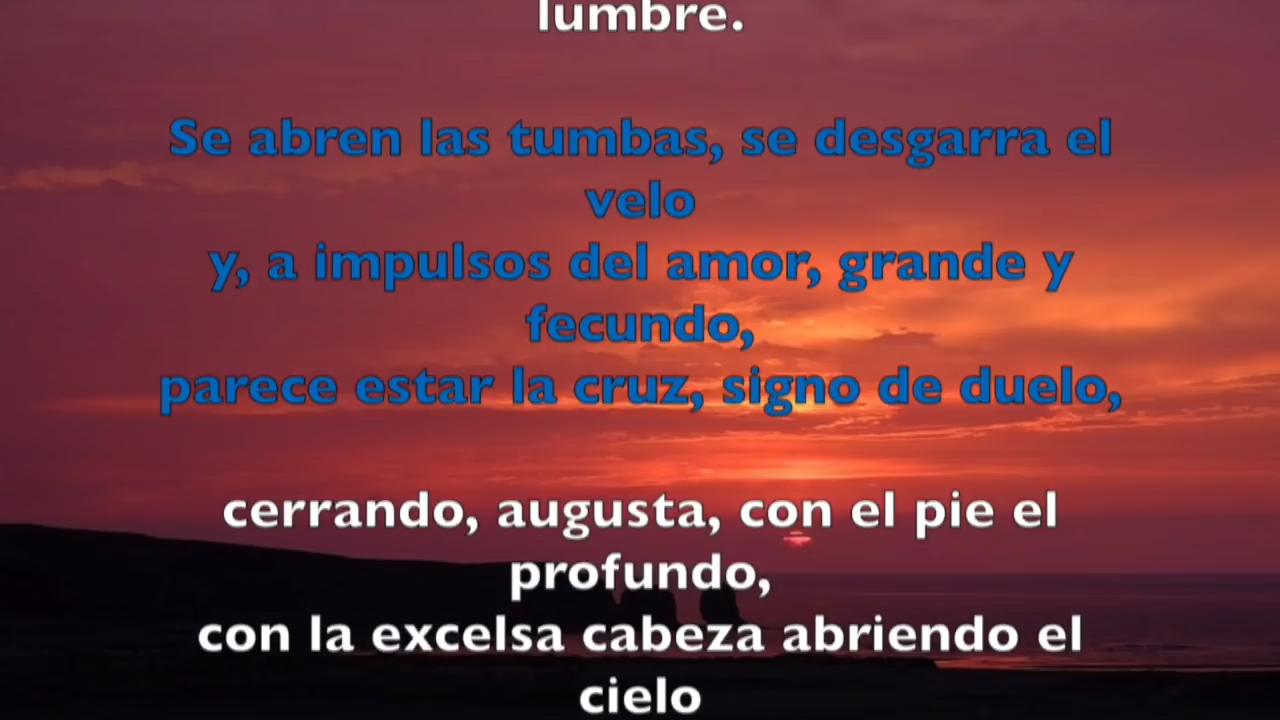 lumbre.
Se abren las tumbas, se desgarra el
velo
y, a impulsos del amor, grande y
fecundo,
parece estar la cruz, signo de duelo,
cerrando, augusta, con el pie el
profundo,
con la excelsa cabeza abriendo el
cielo